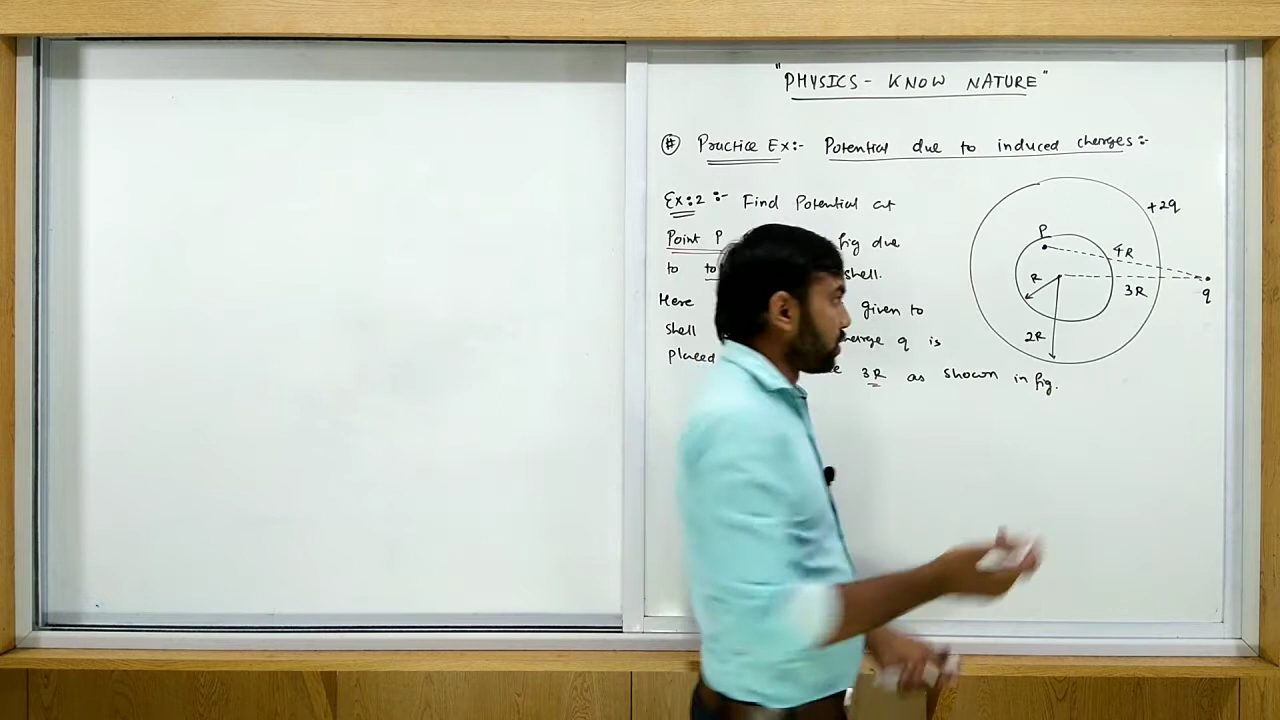 "PHYSICS - KNOW NATURE"
# Practice Ex:- Potential due to induced charges:-
Ex:2 :- Find Potential at
Point P fig due
to shell.
Here given to
shell q is
placed 3R as shown in fig.
+2q
P
4R
R
3R
q
2R